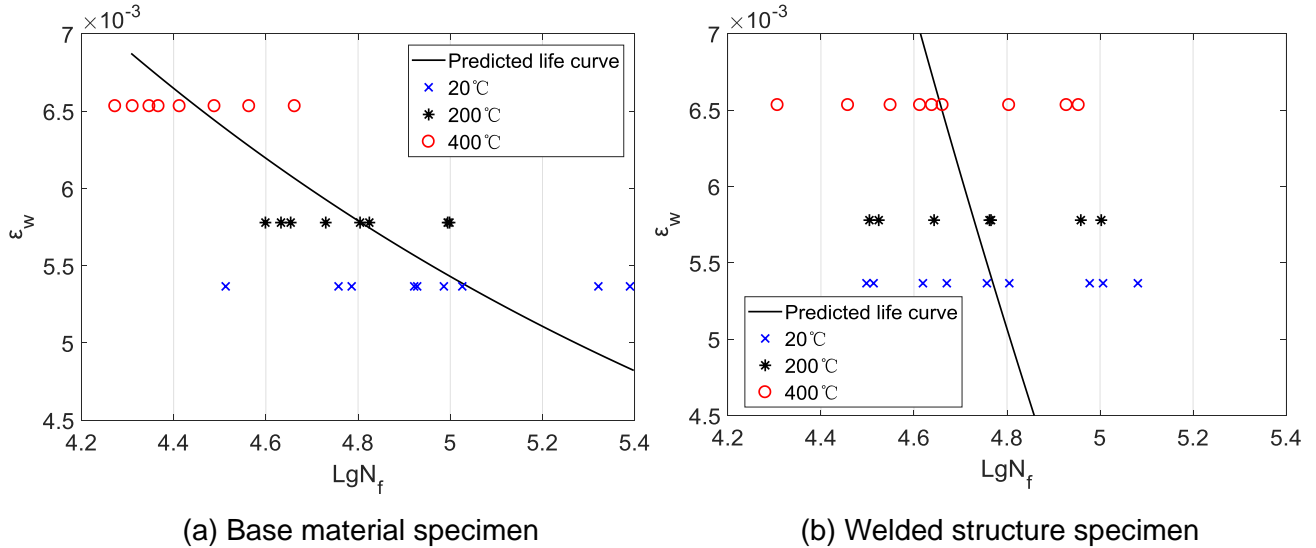 ×10⁻³
7
6.5
6
5.5
5
4.5
ε_w
4.2 4.4 4.6 4.8 5 5.2 5.4
LgN_f
Predicted life curve
20℃
200℃
400℃
(a) Base material specimen
×10⁻³
7
6.5
6
5.5
5
4.5
ε_w
4.2 4.4 4.6 4.8 5 5.2 5.4
LgN_f
Predicted life curve
20℃
200℃
400℃
(b) Welded structure specimen